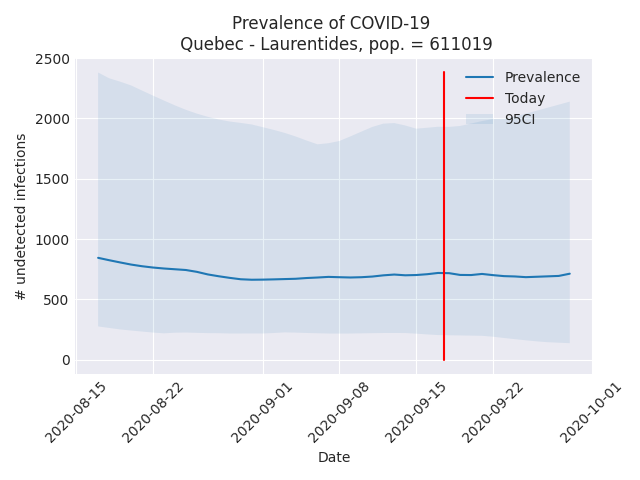 Prevalence of COVID-19
Quebec - Laurentides, pop. = 611019
# undetected infections
2500
2000
1500
1000
500
0
Prevalence
Today
95CI
2020-08-15
2020-08-22
2020-09-01
2020-09-08
2020-09-15
2020-09-22
2020-10-01
Date